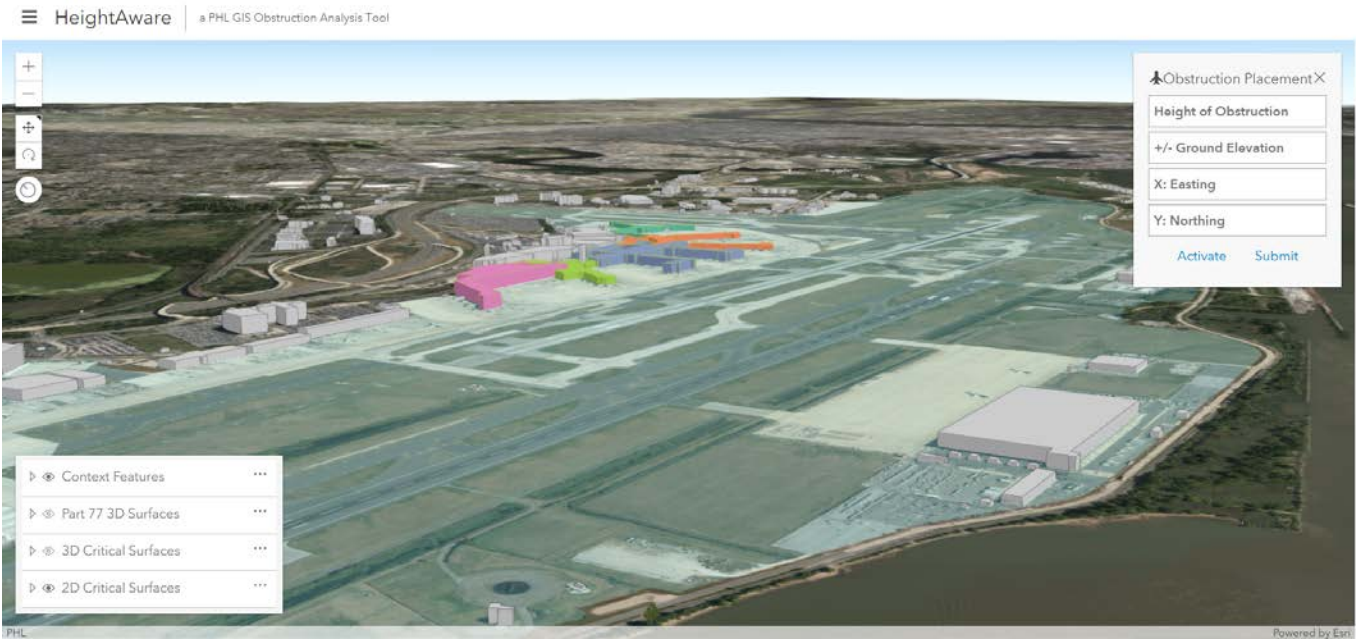 HeightAware
a PHL GIS Obstruction Analysis Tool
Obstruction Placement
Height of Obstruction
+/- Ground Elevation
X: Easting
Y: Northing
Activate Submit
Context Features
Part 77 3D Surfaces
3D Critical Surfaces
2D Critical Surfaces
PHL
Powered by Esri